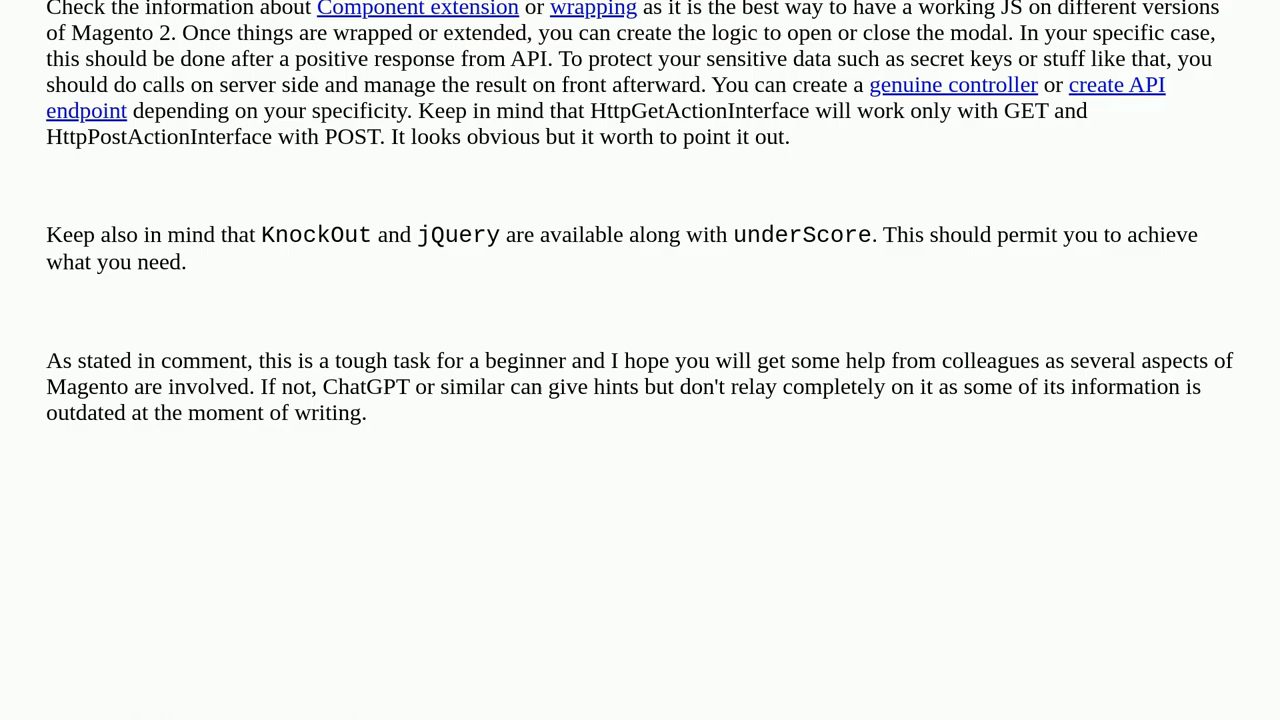 Check the information about Component extension or wrapping as it is the best way to have a working JS on different versions
of Magento 2. Once things are wrapped or extended, you can create the logic to open or close the modal. In your specific case,
this should be done after a positive response from API. To protect your sensitive data such as secret keys or stuff like that, you
should do calls on server side and manage the result on front afterward. You can create a genuine controller or create API
endpoint depending on your specificity. Keep in mind that HttpGetActionInterface will work only with GET and
HttpPostActionInterface with POST. It looks obvious but it worth to point it out.
Keep also in mind that KnockOut and jQuery are available along with underScore. This should permit you to achieve
what you need.
As stated in comment, this is a tough task for a beginner and I hope you will get some help from colleagues as several aspects of
Magento are involved. If not, ChatGPT or similar can give hints but don't relay completely on it as some of its information is
outdated at the moment of writing.